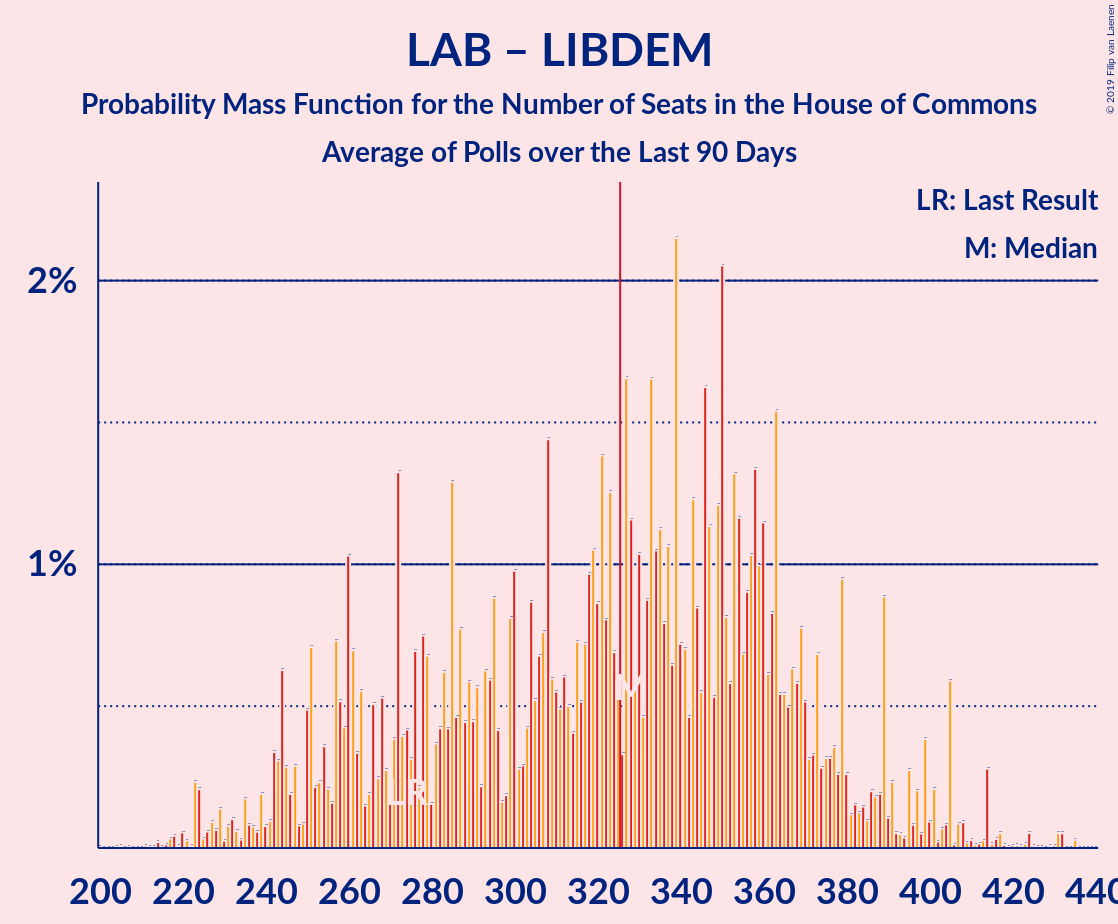 LAB – LIBDEM
Probability Mass Function for the Number of Seats in the House of Commons
Average of Polls over the Last 90 Days
© 2019 Filip van Laenen
LR: Last Result
M: Median
2%
1%
M
LR
200 220 240 260 280 300 320 340 360 380 400 420 440